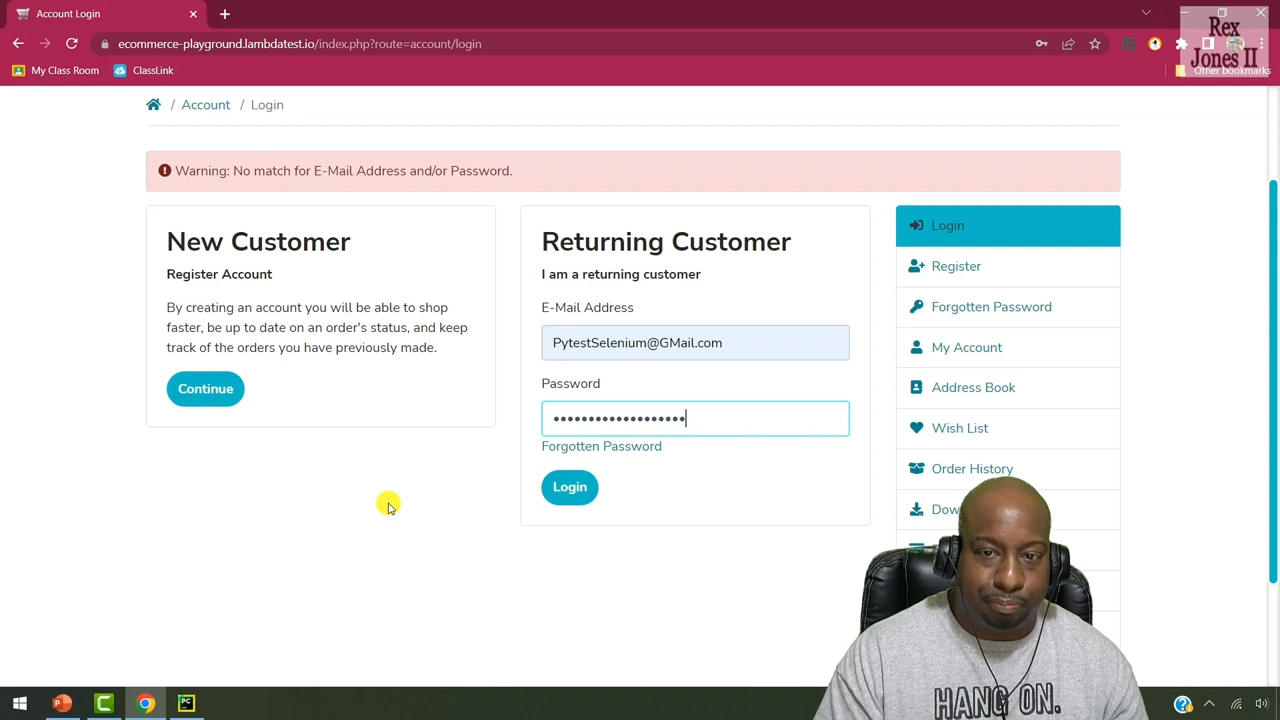 Account Login
ecommerce-playground.lambdatest.io/index.php?route=account/login
Rex
Jones II
My Class Room
ClassLink
Other bookmarks
/ Account / Login
Warning: No match for E-Mail Address and/or Password.
New Customer
Register Account
By creating an account you will be able to shop
faster, be up to date on an order's status, and keep
track of the orders you have previously made.
Continue
Returning Customer
I am a returning customer
E-Mail Address
PytestSelenium@GMail.com
Password
Forgotten Password
Login
Login
Register
Forgotten Password
My Account
Address Book
Wish List
Order History
Dow
HANG ON.
PC